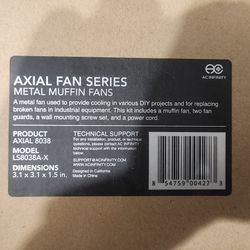 AXIAL FAN SERIES
METAL MUFFIN FANS
AC INFINITY
A metal fan used to provide cooling in various DIY projects and for replacing
broken fans in industrial equipment. This kit includes a muffin fan, two fan
guards, a wall mounting screw set, and a power cord.
PRODUCT
AXIAL 8038
MODEL
LS8038A-X
DIMENSIONS
3.1 x 3.1 x 1.5 in.
TECHNICAL SUPPORT
For any installation or operation
problems, please contact AC INFINITY
technical support with the information
below.
SUPPORT@ACINFINITY.COM
WWW.ACINFINITY.COM
Designed in California
Made in China
8 54759 00427 3